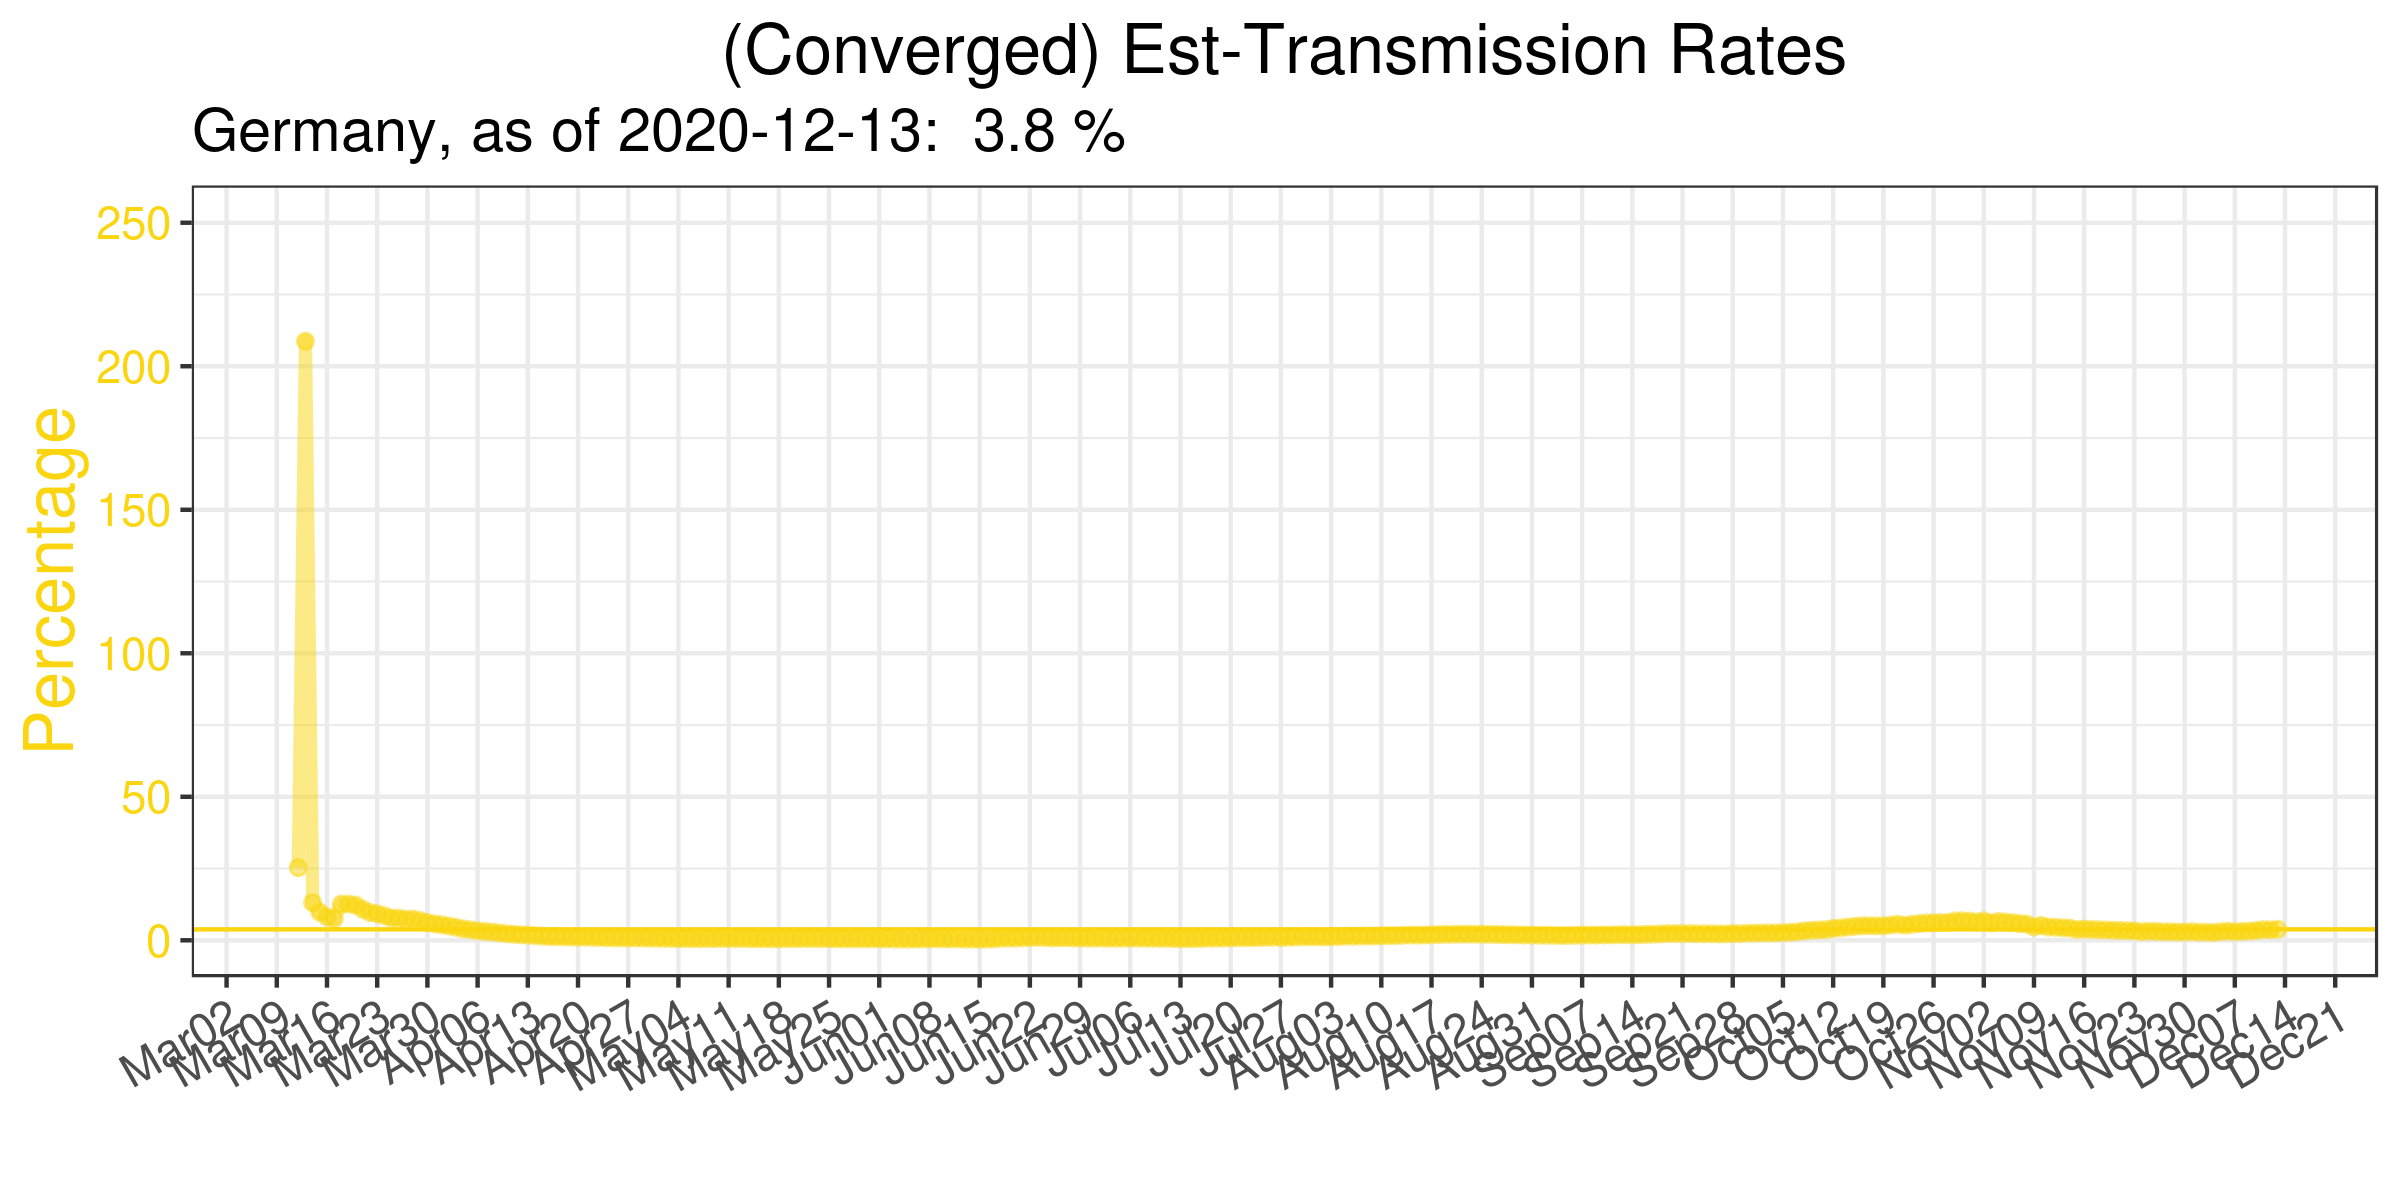 (Converged) Est-Transmission Rates
Germany, as of 2020-12-13:  3.8 %
Percentage
250
200
150
100
50
0
Mar02
Mar09
Mar16
Mar23
Mar30
Apr06
Apr13
Apr20
Apr27
May04
May11
May18
May25
Jun01
Jun08
Jun15
Jun22
Jun29
Jul06
Jul13
Jul20
Jul27
Aug03
Aug10
Aug17
Aug24
Aug31
Sep07
Sep14
Sep21
Sep28
Oct05
Oct12
Oct19
Oct26
Nov02
Nov09
Nov16
Nov23
Nov30
Dec07
Dec14
Dec21